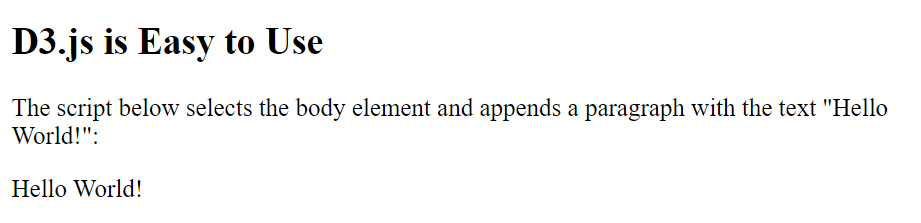 D3.js is Easy to Use
The script below selects the body element and appends a paragraph with the text "Hello
World!":
Hello World!